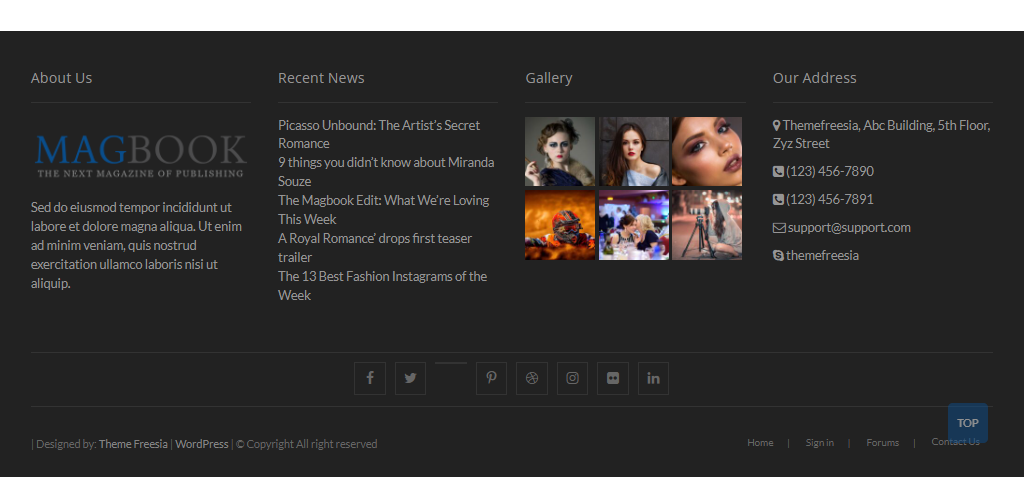 About Us
MAGBOOK
THE NEXT MAGAZINE OF PUBLISHING
Sed do eiusmod tempor incididunt ut
labore et dolore magna aliqua. Ut enim
ad minim veniam, quis nostrud
exercitation ullamco laboris nisi ut
aliquip.
Recent News
Picasso Unbound: The Artist's Secret
Romance
9 things you didn't know about Miranda
Souze
The Magbook Edit: What We're Loving
This Week
A Royal Romance' drops first teaser
trailer
The 13 Best Fashion Instagrams of the
Week
Gallery
Our Address
Themefreesia, Abc Building, 5th Floor,
Zyz Street
(123) 456-7890
(123) 456-7891
support@support.com
themefreesia
TOP
| Designed by: Theme Freesia | WordPress | © Copyright All right reserved
Home | Sign in | Forums | Contact Us